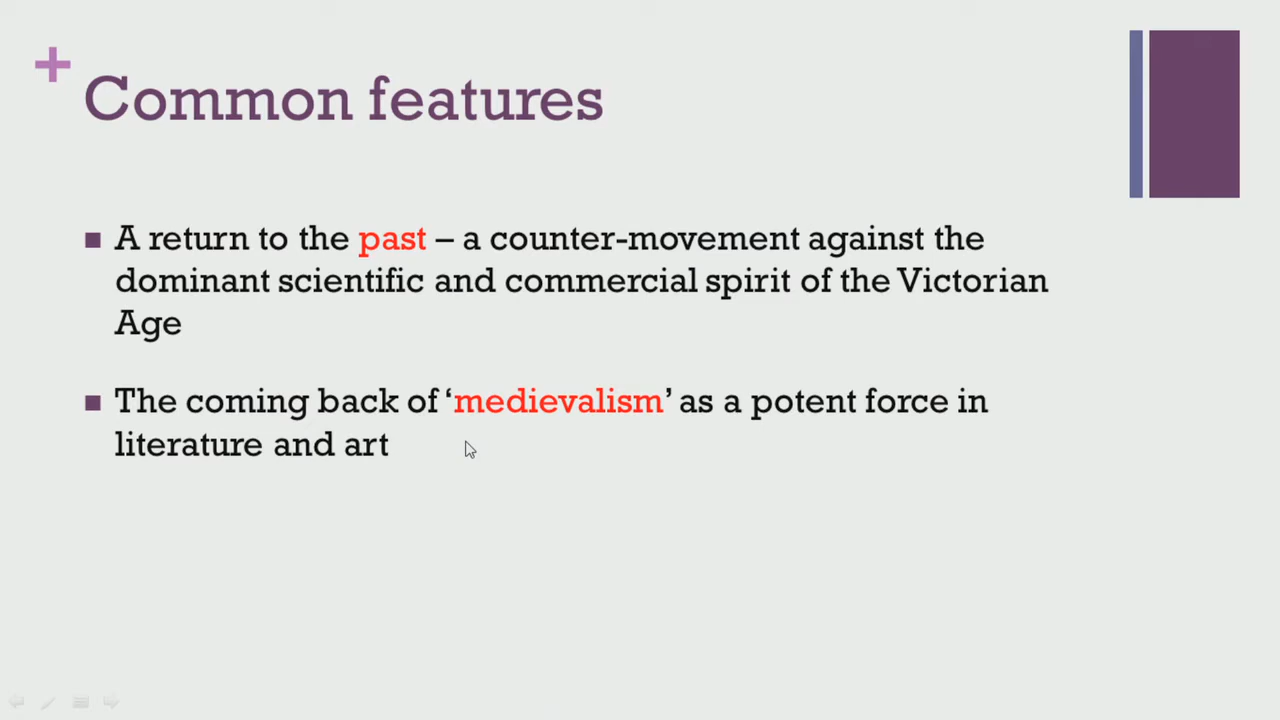 +
Common features
■ A return to the past – a counter-movement against the
dominant scientific and commercial spirit of the Victorian
Age
■ The coming back of ‘medievalism’ as a potent force in
literature and art